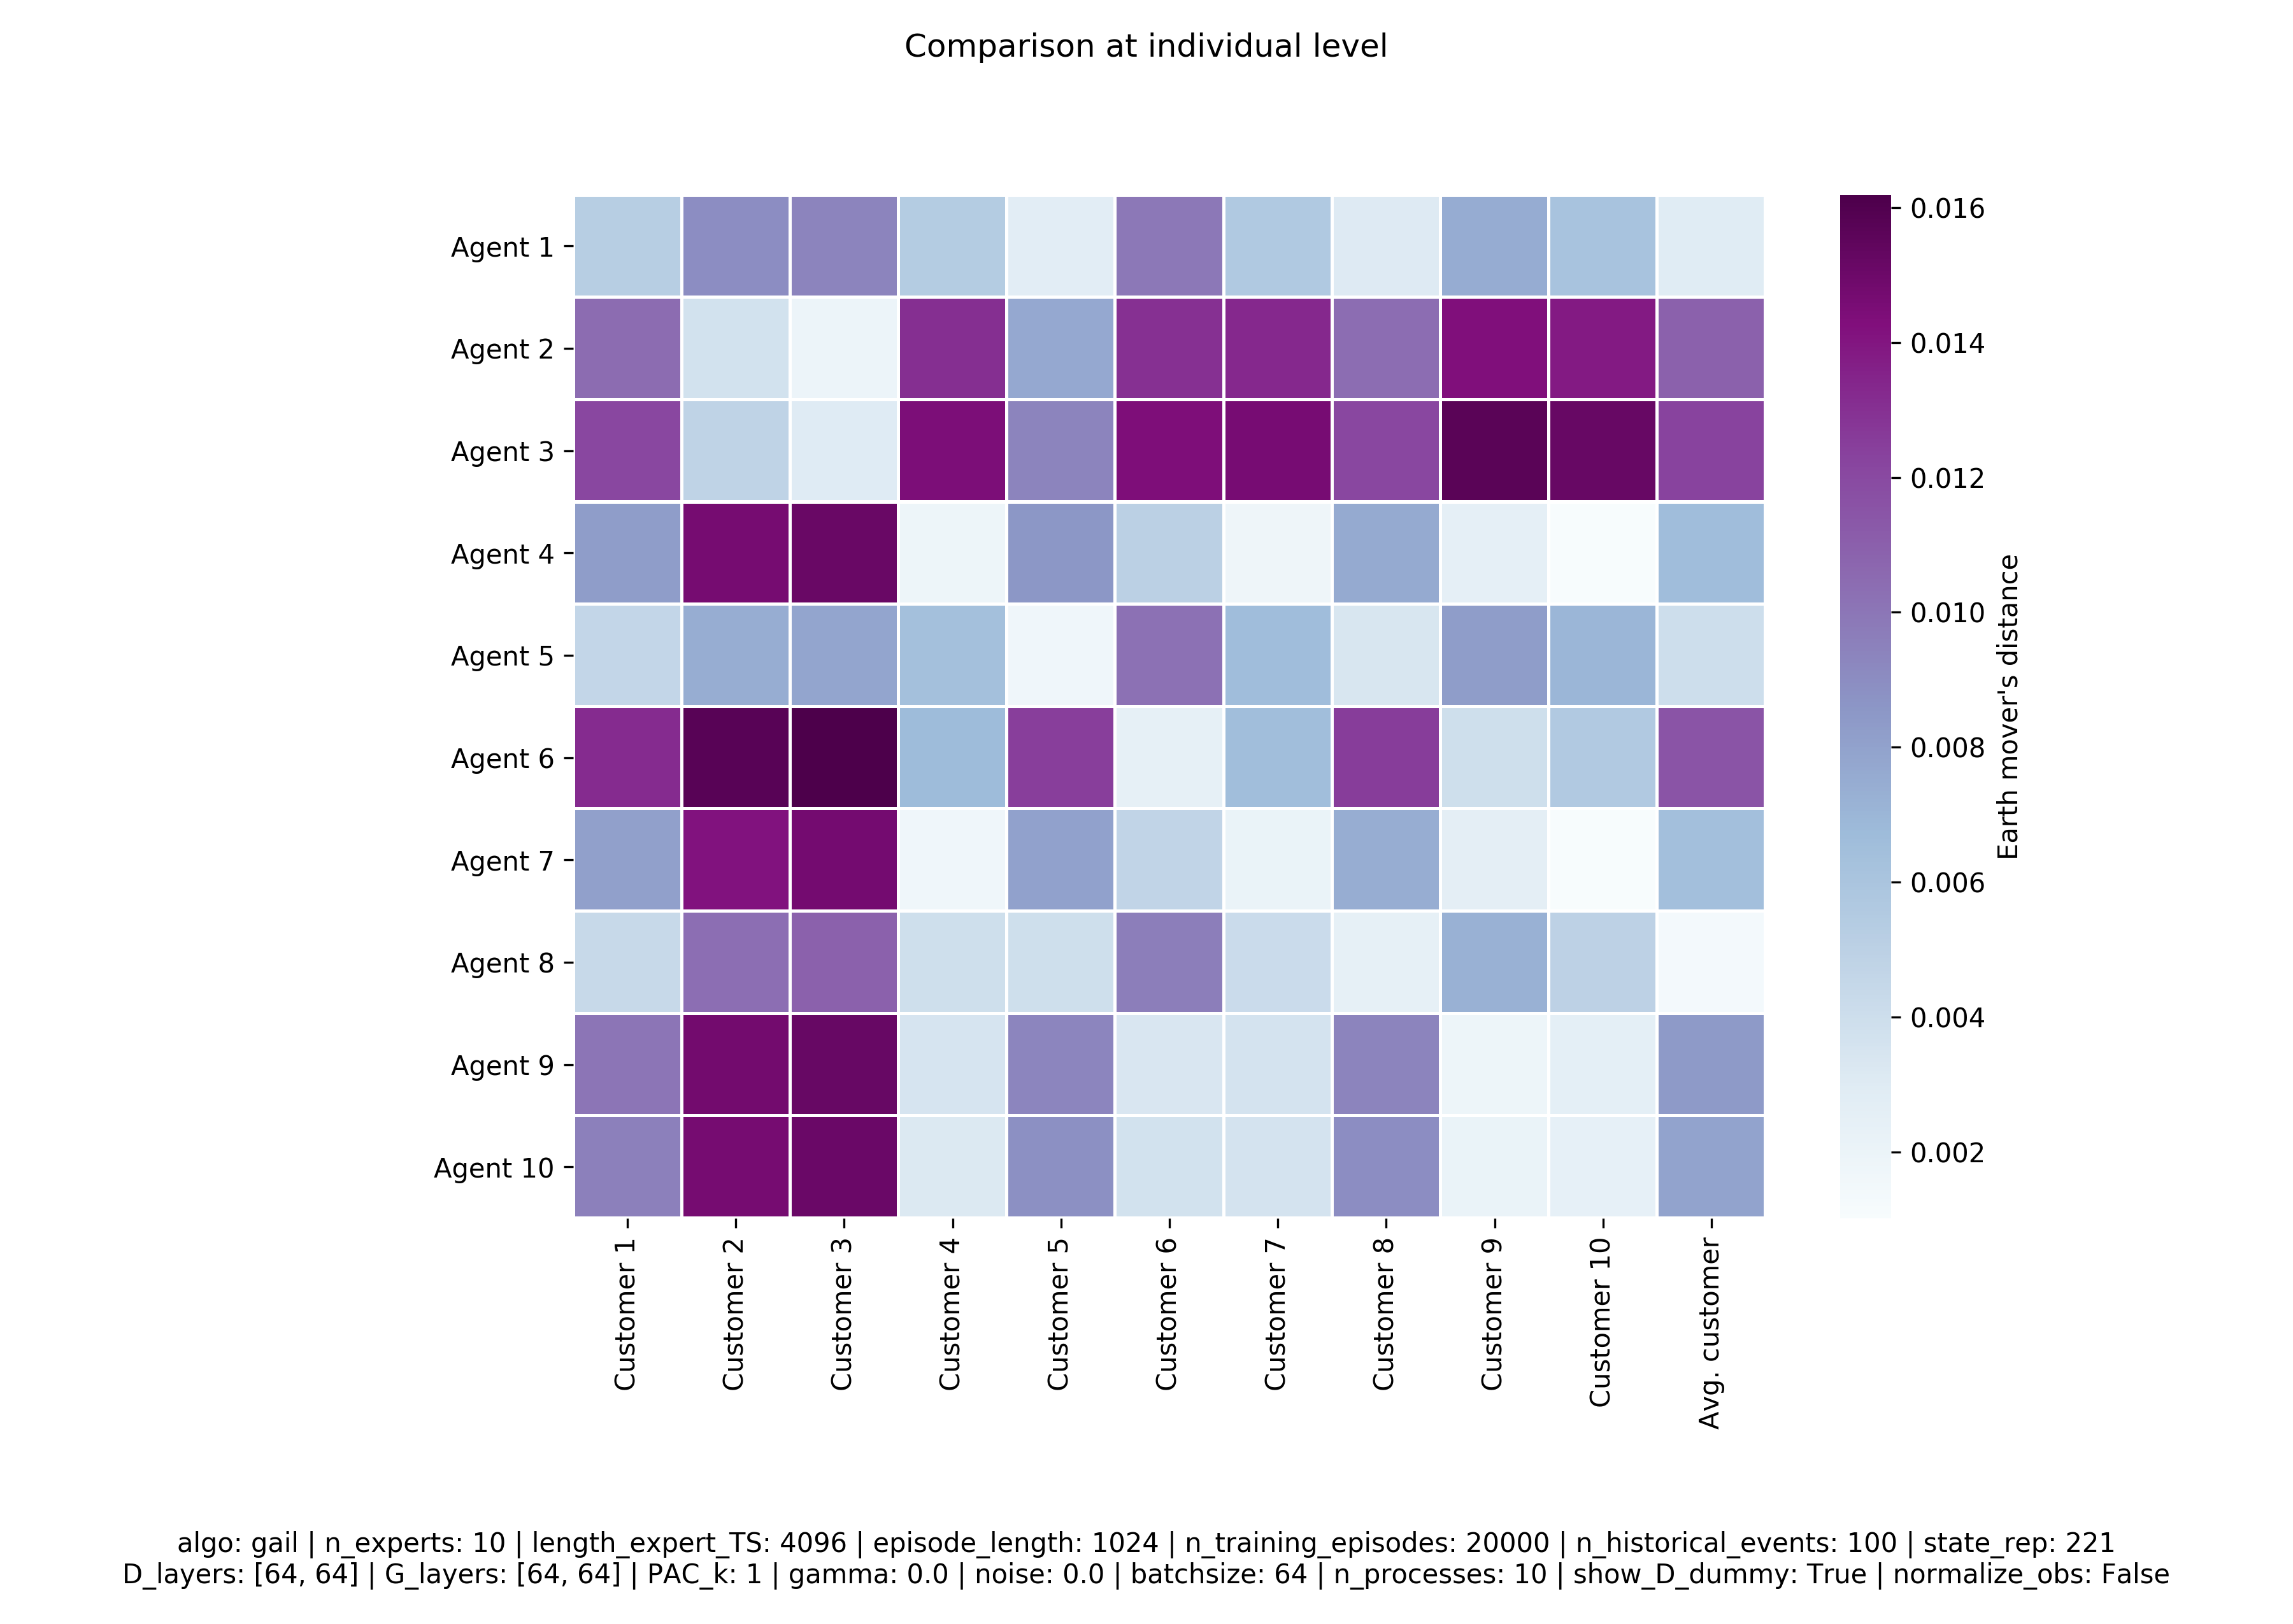 Comparison at individual level
Agent 1
Agent 2
Agent 3
Agent 4
Agent 5
Agent 6
Agent 7
Agent 8
Agent 9
Agent 10
Customer 1
Customer 2
Customer 3
Customer 4
Customer 5
Customer 6
Customer 7
Customer 8
Customer 9
Customer 10
Avg. customer
0.016
0.014
0.012
0.010
0.008
0.006
0.004
0.002
Earth mover's distance
algo: gail | n_experts: 10 | length_expert_TS: 4096 | episode_length: 1024 | n_training_episodes: 20000 | n_historical_events: 100 | state_rep: 221
D_layers: [64, 64] | G_layers: [64, 64] | PAC_k: 1 | gamma: 0.0 | noise: 0.0 | batchsize: 64 | n_processes: 10 | show_D_dummy: True | normalize_obs: False